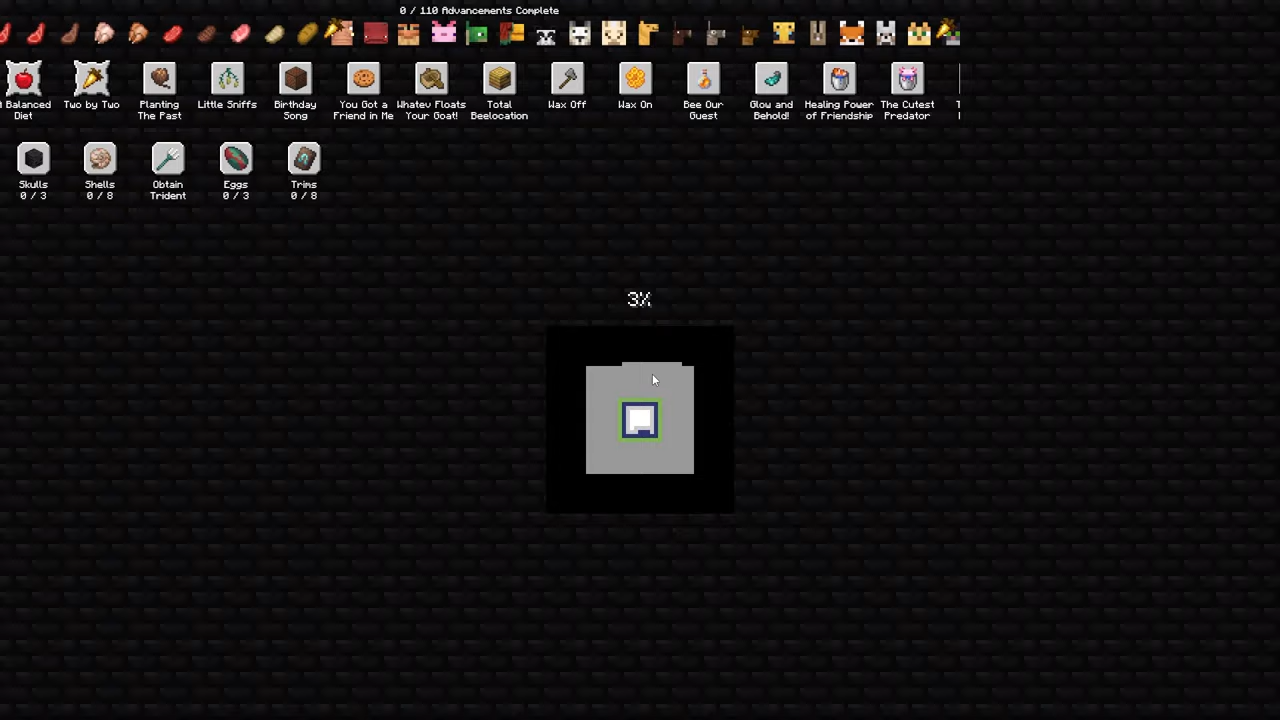 0 / 110 Advancements Complete
Balanced Diet
Two by Two
Planting The Past
Little Sniffs
Birthday Song
You Got a Friend in Me
Whatev Floats Your Goat!
Total Beelocation
Wax Off
Wax On
Bee Our Guest
Glow and Behold!
Healing Power of Friendship
The Cutest Predator
Skulls
0 / 3
Shells
0 / 8
Obtain Trident
Eggs
0 / 3
Trims
0 / 8
3%